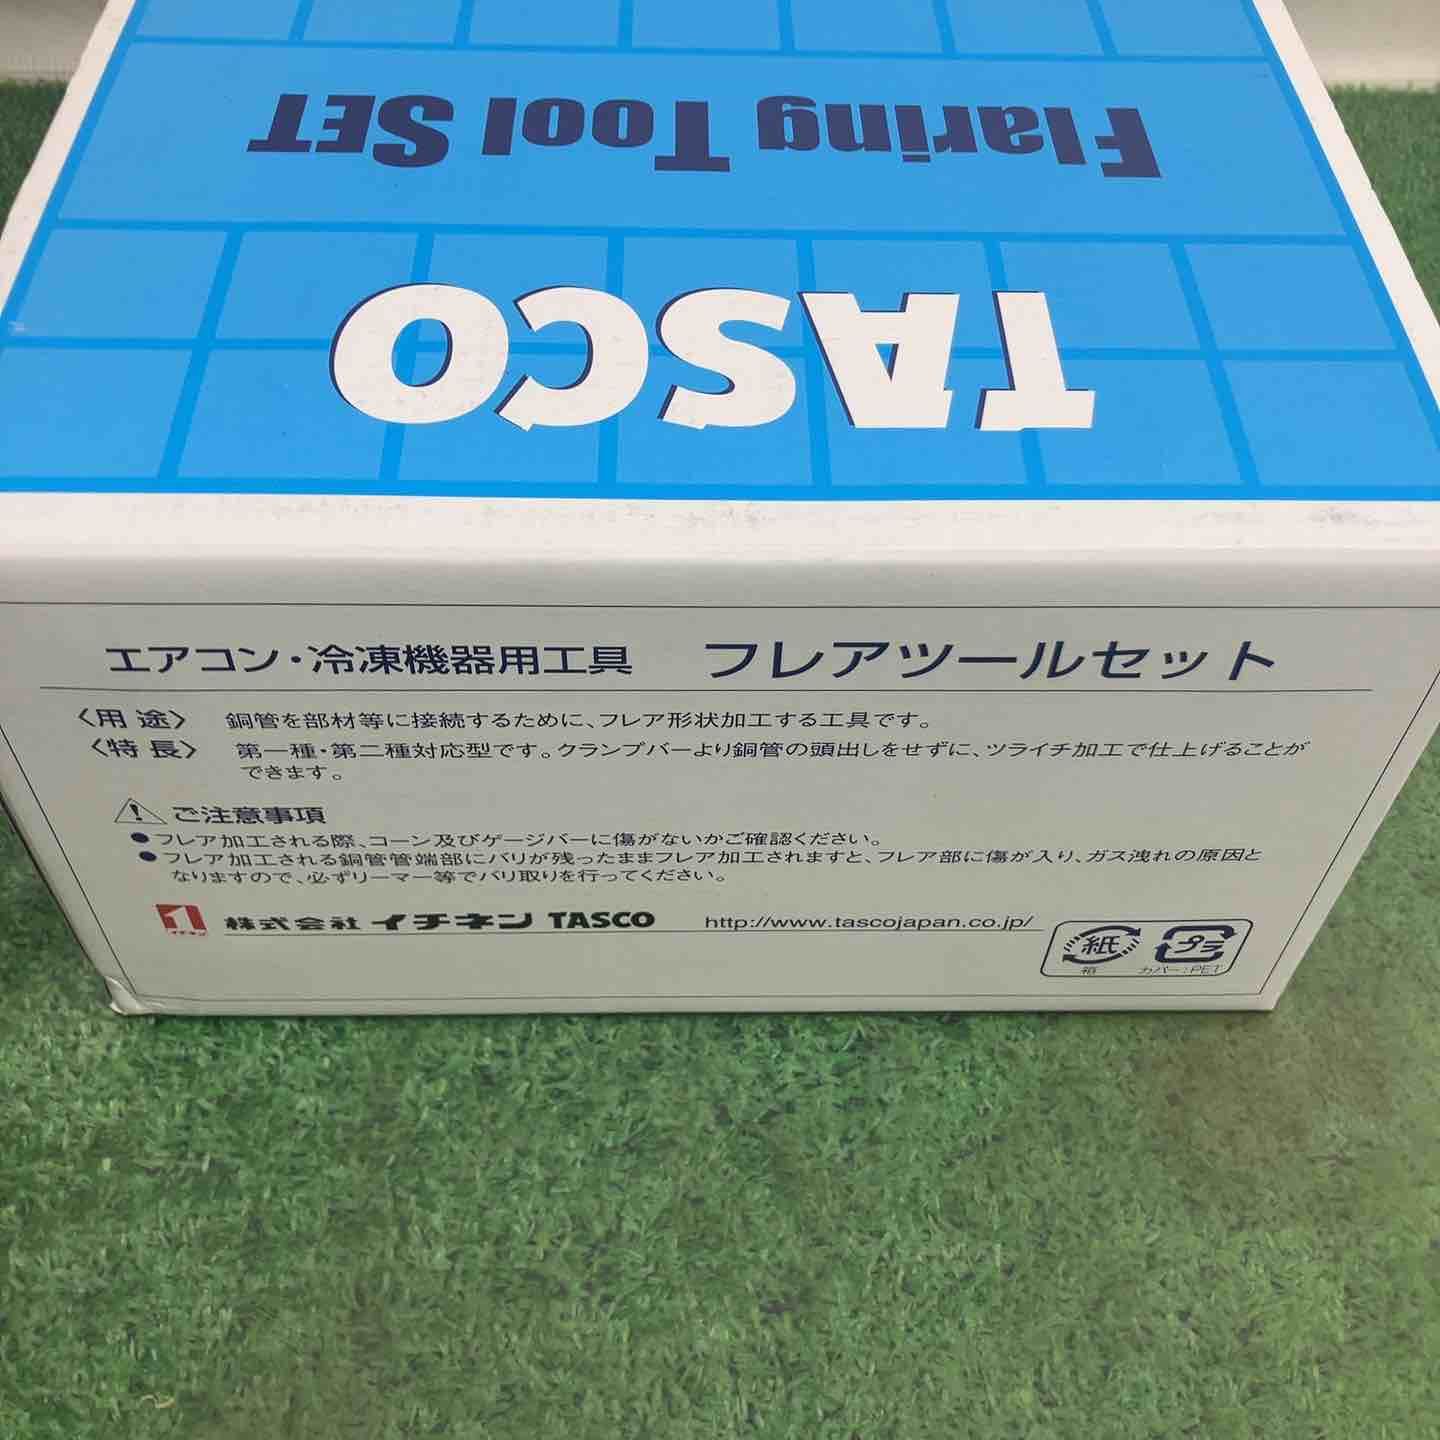 Flaring Tool SET
TASCO
エアコン・冷凍機器用工具 フレアツールセット
〈用途〉 銅管を部材等に接続するために、フレア形状加工する工具です。
〈特長〉 第一種・第二種対応型です。クランプバーより銅管の頭出しをせずに、ツライチ加工で仕上げることが
できます。
ご注意事項
●フレア加工される際、コーン及びゲージバーに傷がないかご確認ください。
●フレア加工される銅管管端部にバリが残ったままフレア加工されますと、フレア部に傷が入り、ガス洩れの原因と
なりますので、必ずリーマー等でバリ取りを行ってください。
イチネン 株式会社イチネンTASCO http://www.tascojapan.co.jp/
紙 プラ
箱 カバー:PET